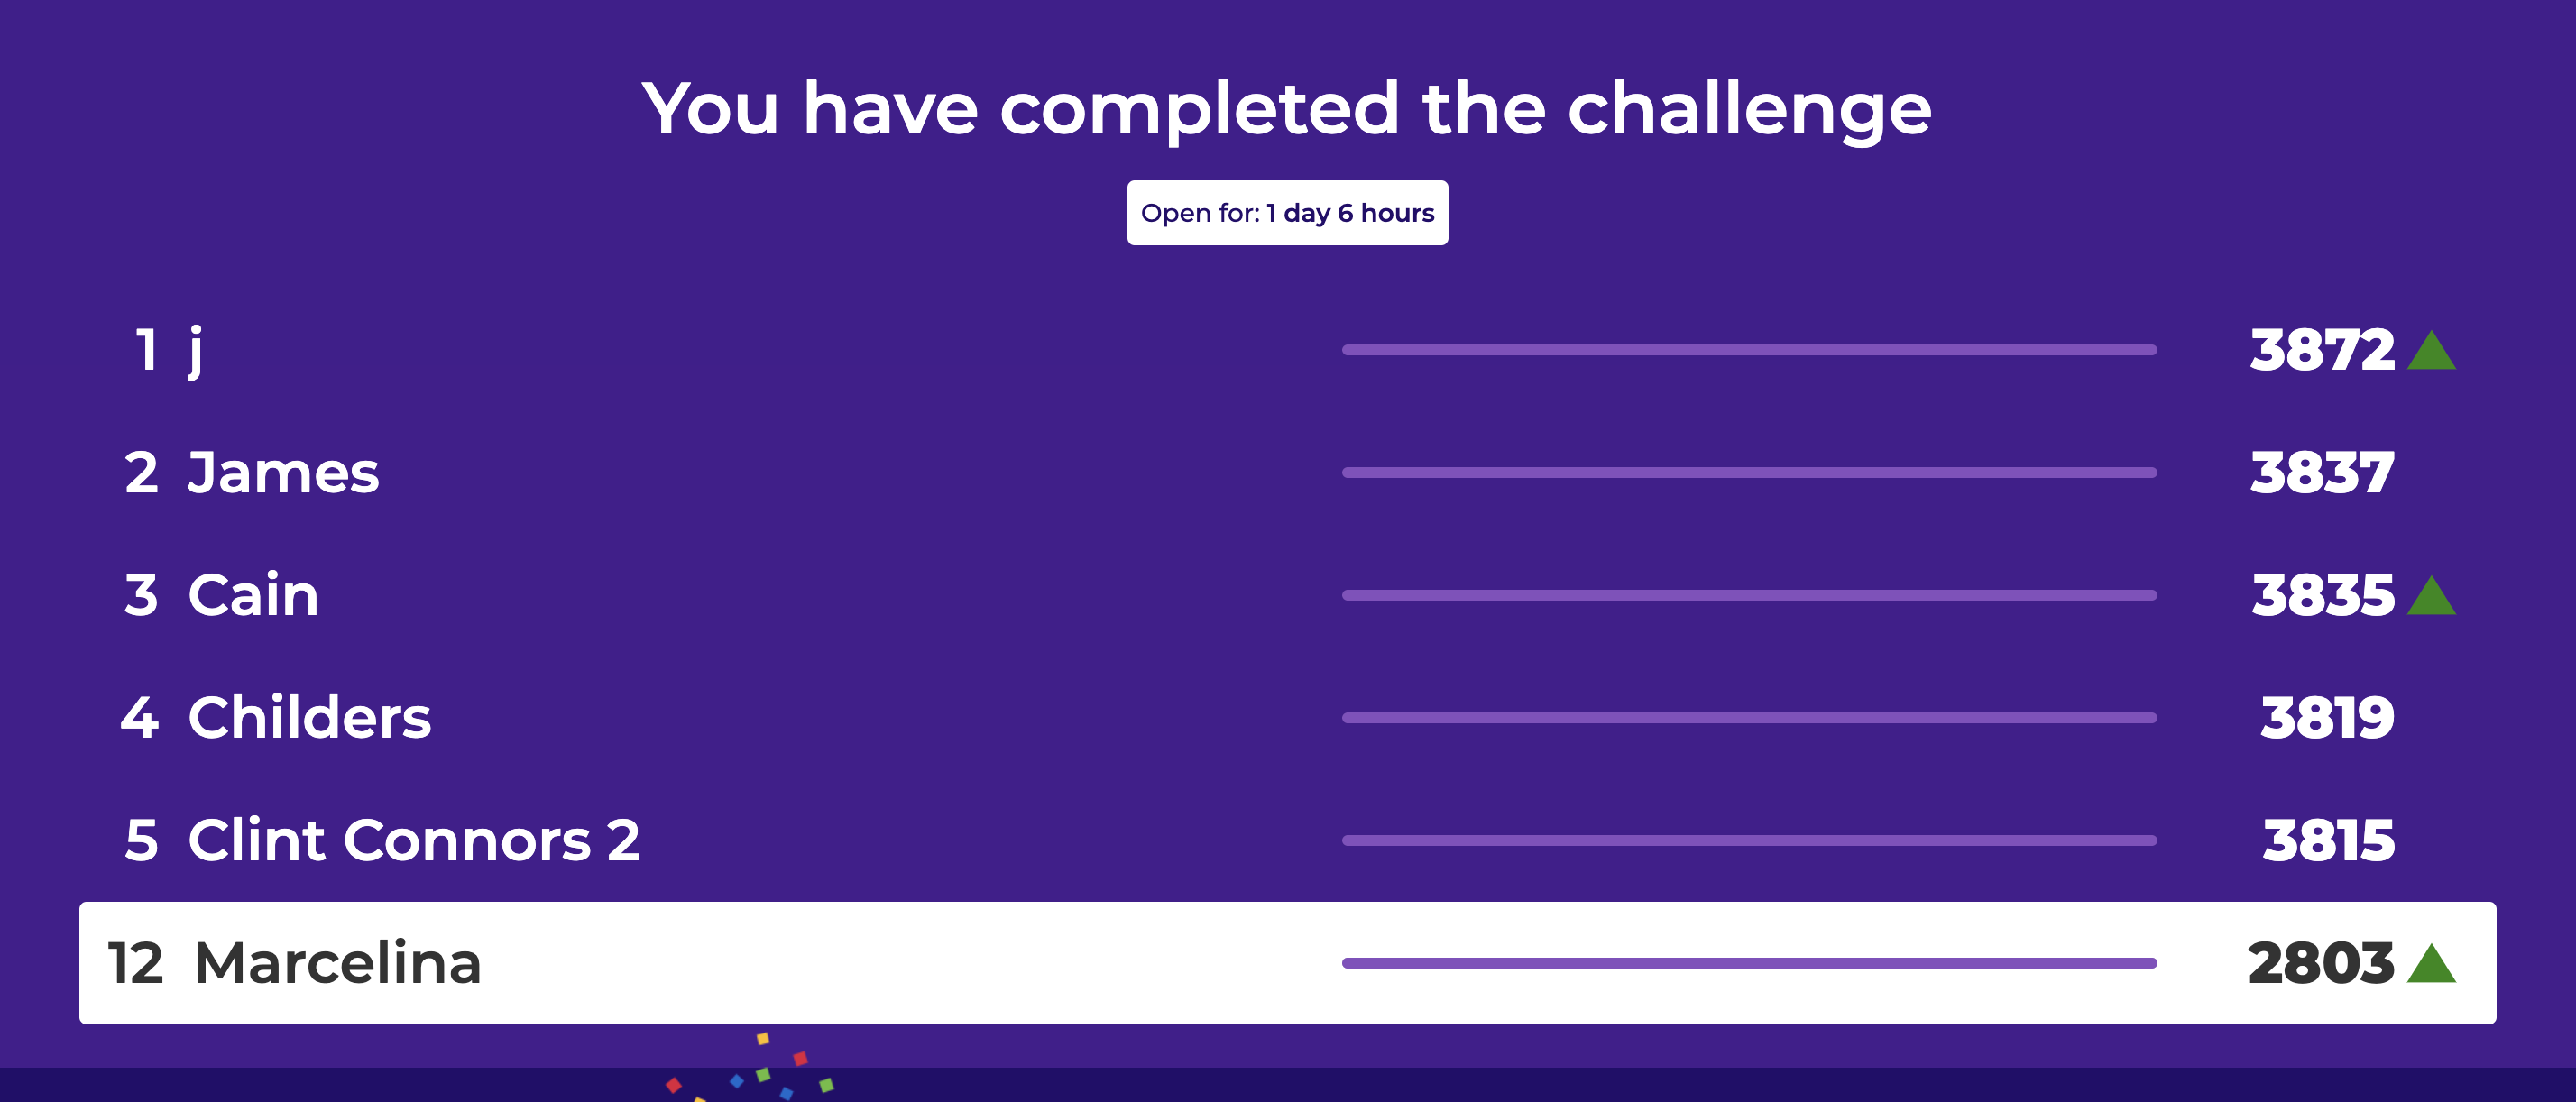 You have completed the challenge
Open for: 1 day 6 hours
1 j 3872
2 James 3837
3 Cain 3835
4 Childers 3819
5 Clint Connors 2 3815
12 Marcelina 2803